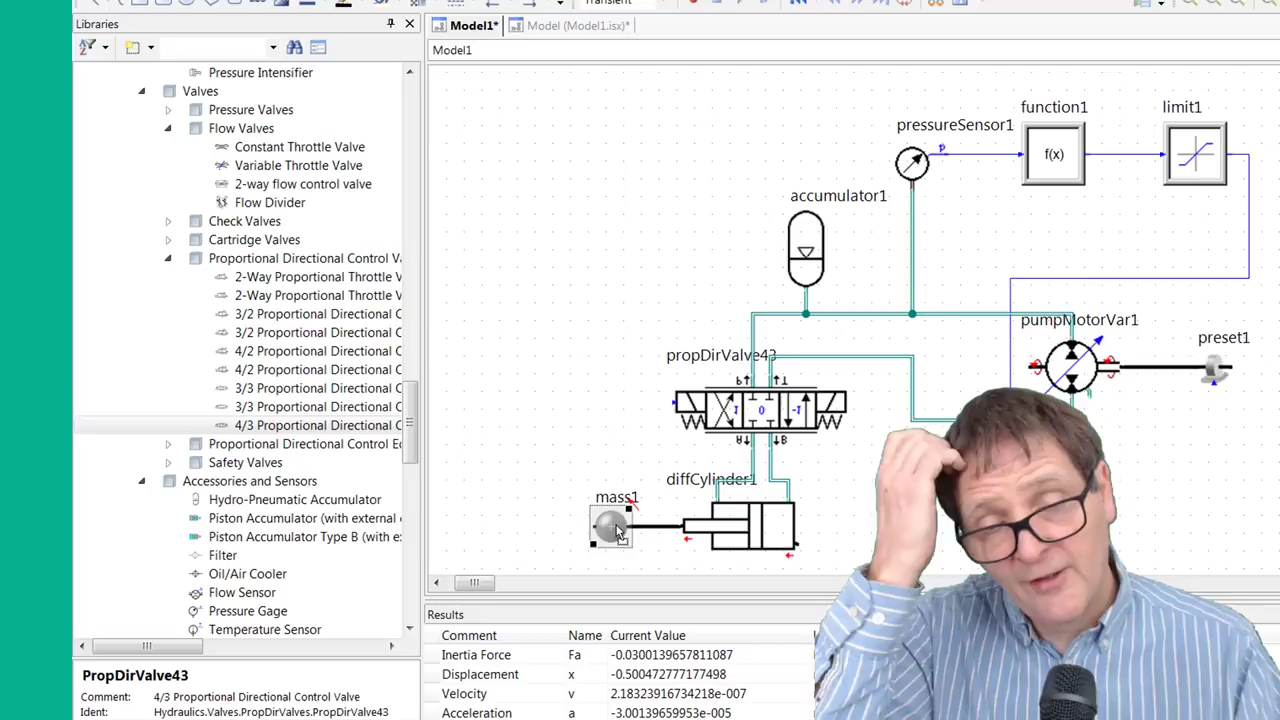 Transient
Libraries
Model1*
Model (Model1.isx)*
Model1
Pressure Intensifier
Valves
Pressure Valves
Flow Valves
Constant Throttle Valve
Variable Throttle Valve
2-way flow control valve
Flow Divider
Check Valves
Cartridge Valves
Proportional Directional Control Va
2-Way Proportional Throttle V
2-Way Proportional Throttle V
3/2 Proportional Directional C
3/2 Proportional Directional C
4/2 Proportional Directional C
4/2 Proportional Directional C
3/3 Proportional Directional C
3/3 Proportional Directional C
4/3 Proportional Directional C
Proportional Directional Control E
Safety Valves
Accessories and Sensors
Hydro-Pneumatic Accumulator
Piston Accumulator (with external
Piston Accumulator Type B (with ext
Filter
Oil/Air Cooler
Flow Sensor
Pressure Gage
Temperature Sensor
PropDirValve43
Comment: 4/3 Proportional Directional Control Valve
Ident: Hydraulics.Valves.PropDirValves.PropDirValve43
function1
limit1
pressureSensor1
p
f(x)
accumulator1
pumpMotorVar1
preset1
propDirValve43
P T
1 0 -1
A B
diffCylinder1
mass1
Results
Comment Name Current Value
Inertia Force Fa -0.0300139657811087
Displacement x -0.500472777177498
Velocity v 2.18323916734218e-007
Acceleration a -3.00139659953e-005